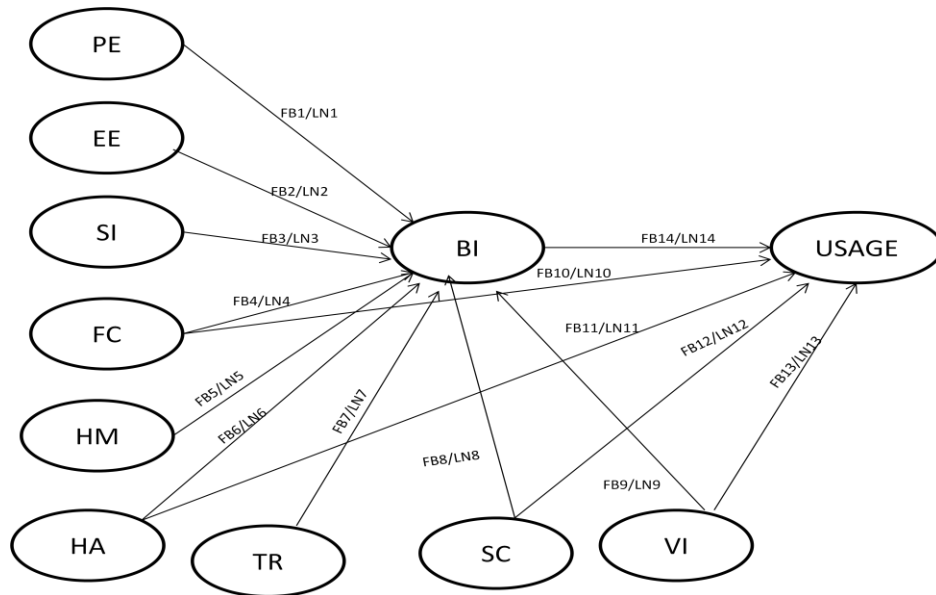 PE
FB1/LN1
EE
FB2/LN2
SI
FB3/LN3
BI
FB14/LN14
USAGE
FB10/LN10
FB4/LN4
FC
FB11/LN11
FB12/LN12
FB13/LN13
FB5/LN5
HM
FB6/LN6
FB7/LN7
FB8/LN8
FB9/LN9
HA
TR
SC
VI